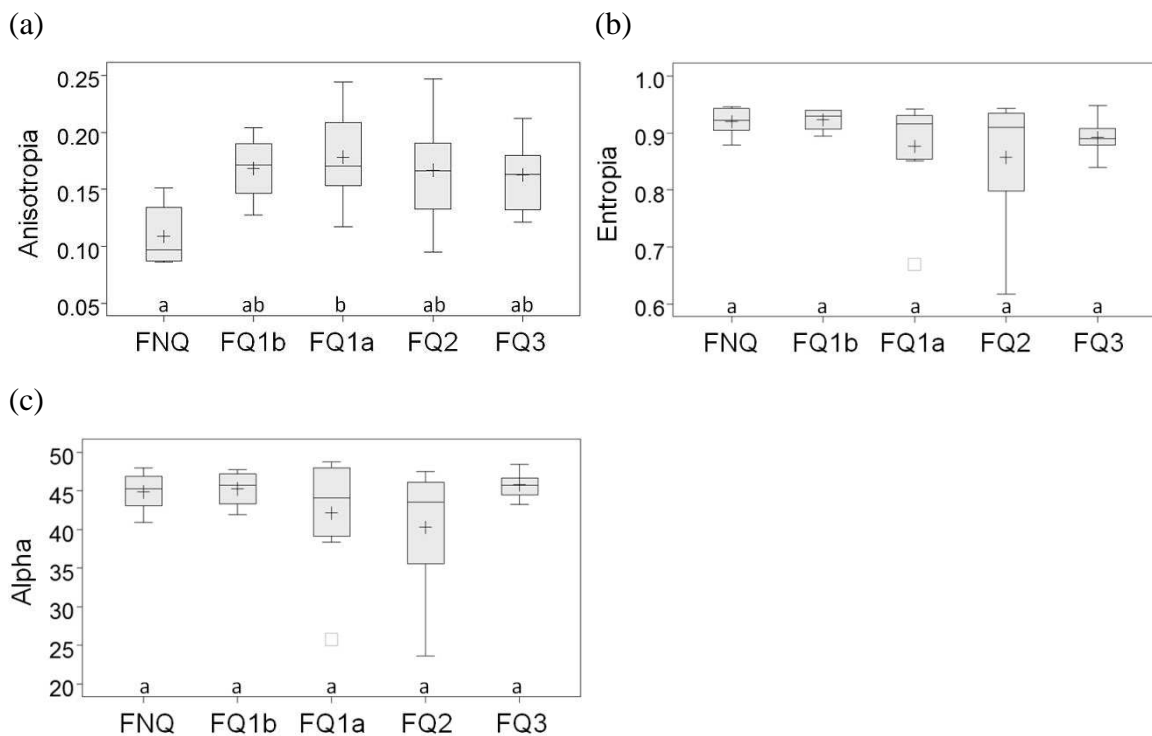 (a)
Anisotropia
0.25
0.20
0.15
0.10
0.05
a ab b ab ab
FNQ FQ1b FQ1a FQ2 FQ3
(b)
Entropia
1.0
0.9
0.8
0.7
0.6
a a a a a
FNQ FQ1b FQ1a FQ2 FQ3
(c)
Alpha
50
45
40
35
30
25
20
a a a a a
FNQ FQ1b FQ1a FQ2 FQ3